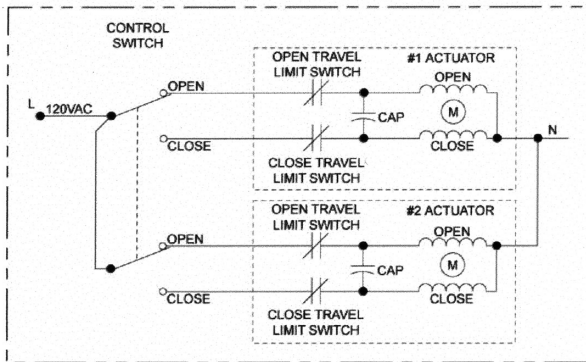 CONTROL
SWITCH
OPEN TRAVEL
LIMIT SWITCH
#1 ACTUATOR
OPEN
OPEN
L
120VAC
CAP
M
N
CLOSE
CLOSE
CLOSE TRAVEL
LIMIT SWITCH
OPEN TRAVEL
LIMIT SWITCH
#2 ACTUATOR
OPEN
OPEN
CAP
M
CLOSE
CLOSE
CLOSE TRAVEL
LIMIT SWITCH